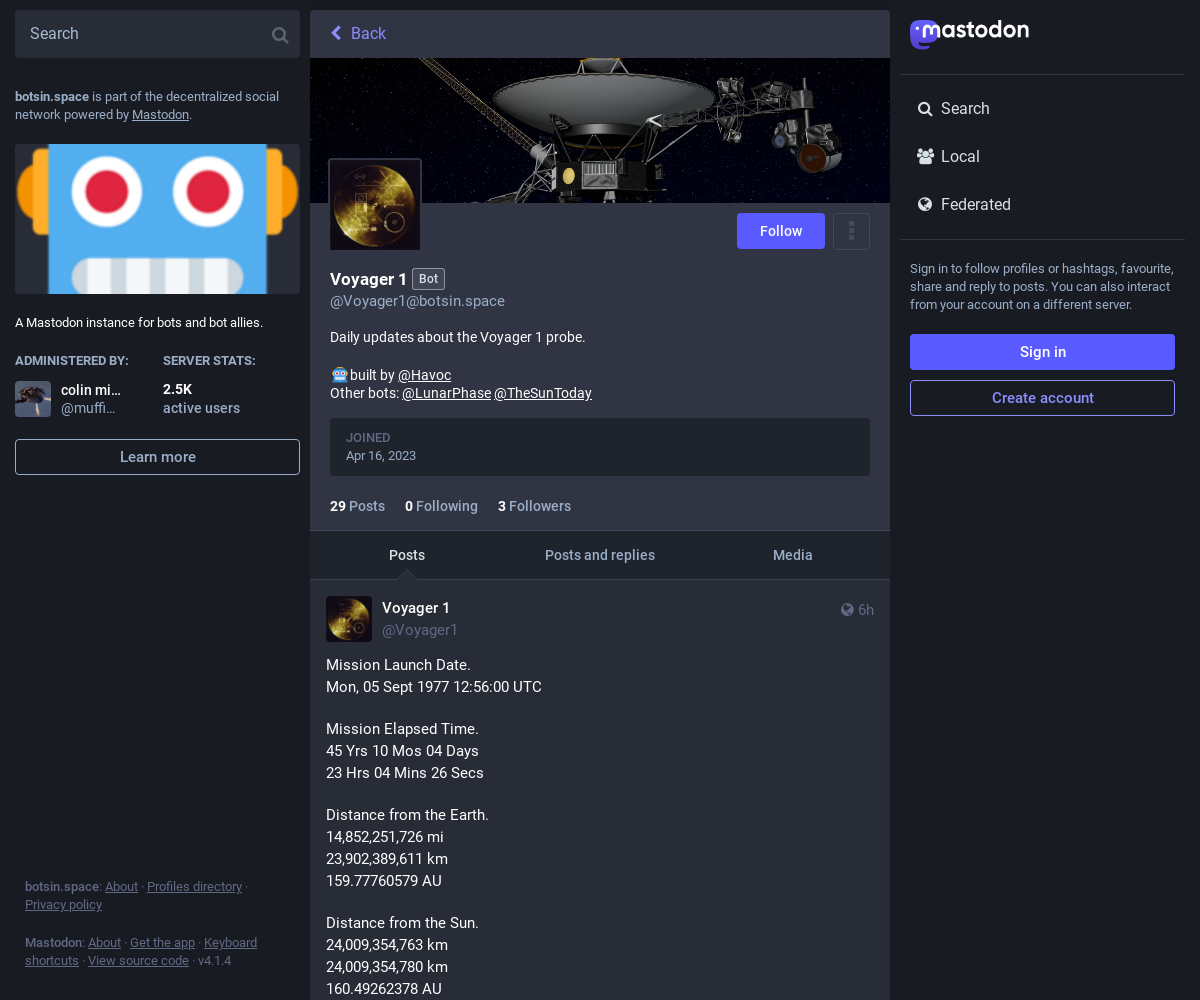 Search
botsin.space is part of the decentralized social
network powered by Mastodon.
A Mastodon instance for bots and bot allies.
ADMINISTERED BY:
colin mi…
@muffi…
SERVER STATS:
2.5K
active users
Learn more
botsin.space: About · Profiles directory ·
Privacy policy
Mastodon: About · Get the app · Keyboard
shortcuts · View source code · v4.1.4
Back
Follow
Voyager 1 Bot
@Voyager1@botsin.space
Daily updates about the Voyager 1 probe.
built by @Havoc
Other bots: @LunarPhase @TheSunToday
JOINED
Apr 16, 2023
29 Posts 0 Following 3 Followers
Posts Posts and replies Media
Voyager 1
6h
@Voyager1
Mission Launch Date.
Mon, 05 Sept 1977 12:56:00 UTC
Mission Elapsed Time.
45 Yrs 10 Mos 04 Days
23 Hrs 04 Mins 26 Secs
Distance from the Earth.
14,852,251,726 mi
23,902,389,611 km
159.77760579 AU
Distance from the Sun.
24,009,354,763 km
24,009,354,780 km
160.49262378 AU
mastodon
Search
Local
Federated
Sign in to follow profiles or hashtags, favourite,
share and reply to posts. You can also interact
from your account on a different server.
Sign in
Create account